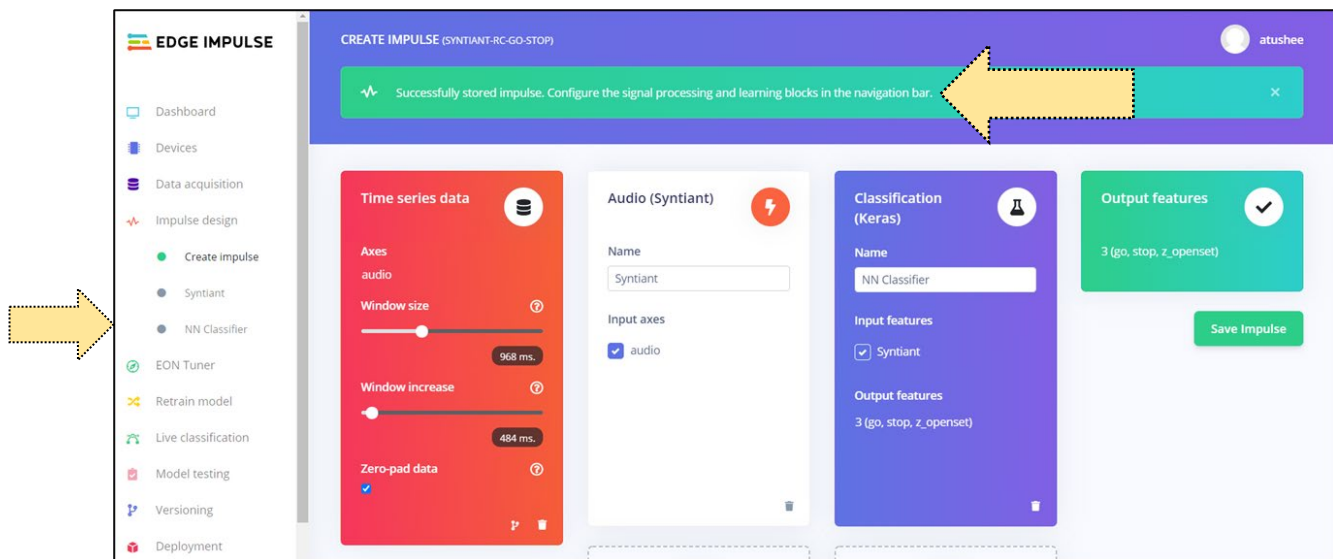 EDGE IMPULSE
Dashboard
Devices
Data acquisition
Impulse design
Create impulse
Syntiant
NN Classifier
EON Tuner
Retrain model
Live classification
Model testing
Versioning
Deployment
CREATE IMPULSE (SYNTIANT-RC-GO-STOP)
atushee
Successfully stored impulse. Configure the signal processing and learning blocks in the navigation bar.
×
Time series data
Axes
audio
Window size
968 ms.
Window increase
484 ms.
Zero-pad data
Audio (Syntiant)
Name
Syntiant
Input axes
audio
Classification
(Keras)
Name
NN Classifier
Input features
Syntiant
Output features
3 (go, stop, z_openset)
Output features
3 (go, stop, z_openset)
Save Impulse